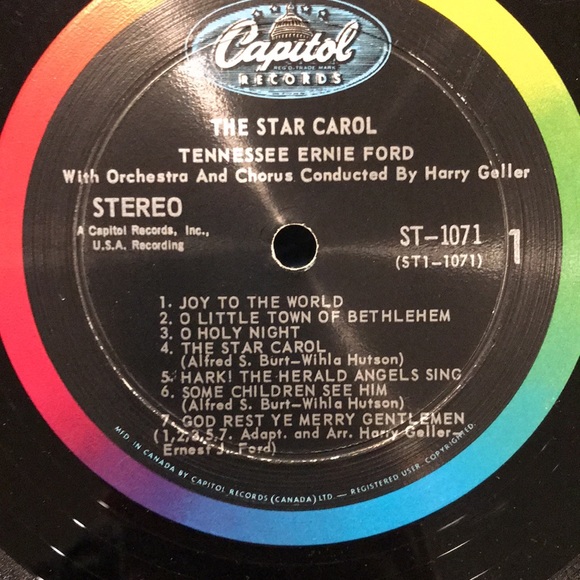 Capitol
REG'D. TRADE MARK
RECORDS
THE STAR CAROL
TENNESSEE ERNIE FORD
With Orchestra And Chorus Conducted By Harry Geller
STEREO
A Capitol Records, Inc.,
U.S.A. Recording
ST-1071
(ST1-1071)
1
1. JOY TO THE WORLD
2. O LITTLE TOWN OF BETHLEHEM
3. O HOLY NIGHT
4. THE STAR CAROL
(Alfred S. Burt-Wihla Hutson)
5. HARK! THE HERALD ANGELS SING
6. SOME CHILDREN SEE HIM
(Alfred S. Burt-Wihla Hutson)
7. GOD REST YE MERRY GENTLEMEN
(1,2,3,5,7. Adapt. and Arr. Harry Geller-
Ernest J. Ford)
MFD. IN CANADA BY CAPITOL RECORDS (CANADA) LTD. — REGISTERED USER. COPYRIGHTED.